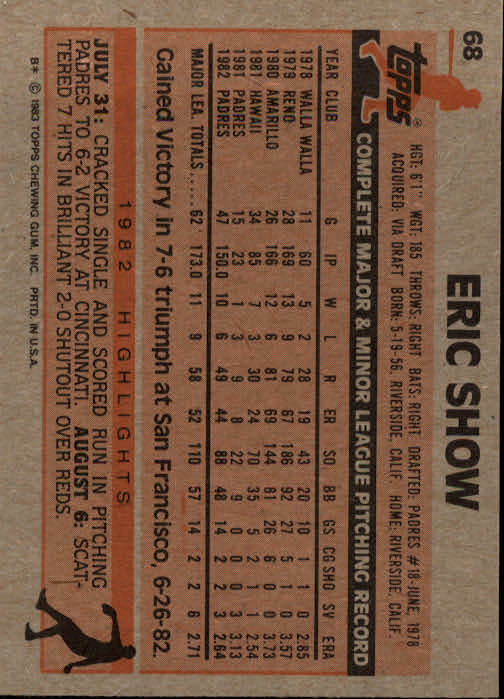 68
topps®
ERIC SHOW
HGT: 6'1" WGT: 185 THROWS: RIGHT BATS: RIGHT DRAFTED: PADRES #18-JUNE, 1978
ACQUIRED: VIA DRAFT BORN: 5-19-56, RIVERSIDE, CALIF. HOME: RIVERSIDE, CALIF.
COMPLETE MAJOR & MINOR LEAGUE PITCHING RECORD
YEAR CLUB G IP W L R ER SO BB GS CG SHO SV ERA
1978 WALLA WALLA 11 60 5 2 28 19 43 20 10 1 1 0 2.85
1979 RENO 28 169 13 9 79 67 186 92 27 5 1 0 3.57
1980 AMARILLO 26 166 12 6 81 69 144 81 26 6 0 0 3.73
1981 HAWAII 34 85 7 3 30 24 70 35 5 2 1 1 2.54
1981 PADRES 15 23 1 3 9 8 22 9 0 0 0 3 3.13
1982 PADRES 47 150.0 10 6 49 44 88 48 14 2 2 3 2.64
MAJOR LEA. TOTALS..... 62 173.0 11 9 58 52 110 57 14 2 2 6 2.71
Gained Victory in 7-6 triumph at San Francisco, 6-26-82.
1982 HIGHLIGHTS
JULY 31: CRACKED SINGLE AND SCORED RUN IN PITCHING
PADRES TO 6-2 VICTORY AT CINCINNATI. AUGUST 6: SCAT-
TERED 7 HITS IN BRILLIANT 2-0 SHUTOUT OVER REDS.
B* © 1983 TOPPS CHEWING GUM, INC. PRTD. IN U.S.A.